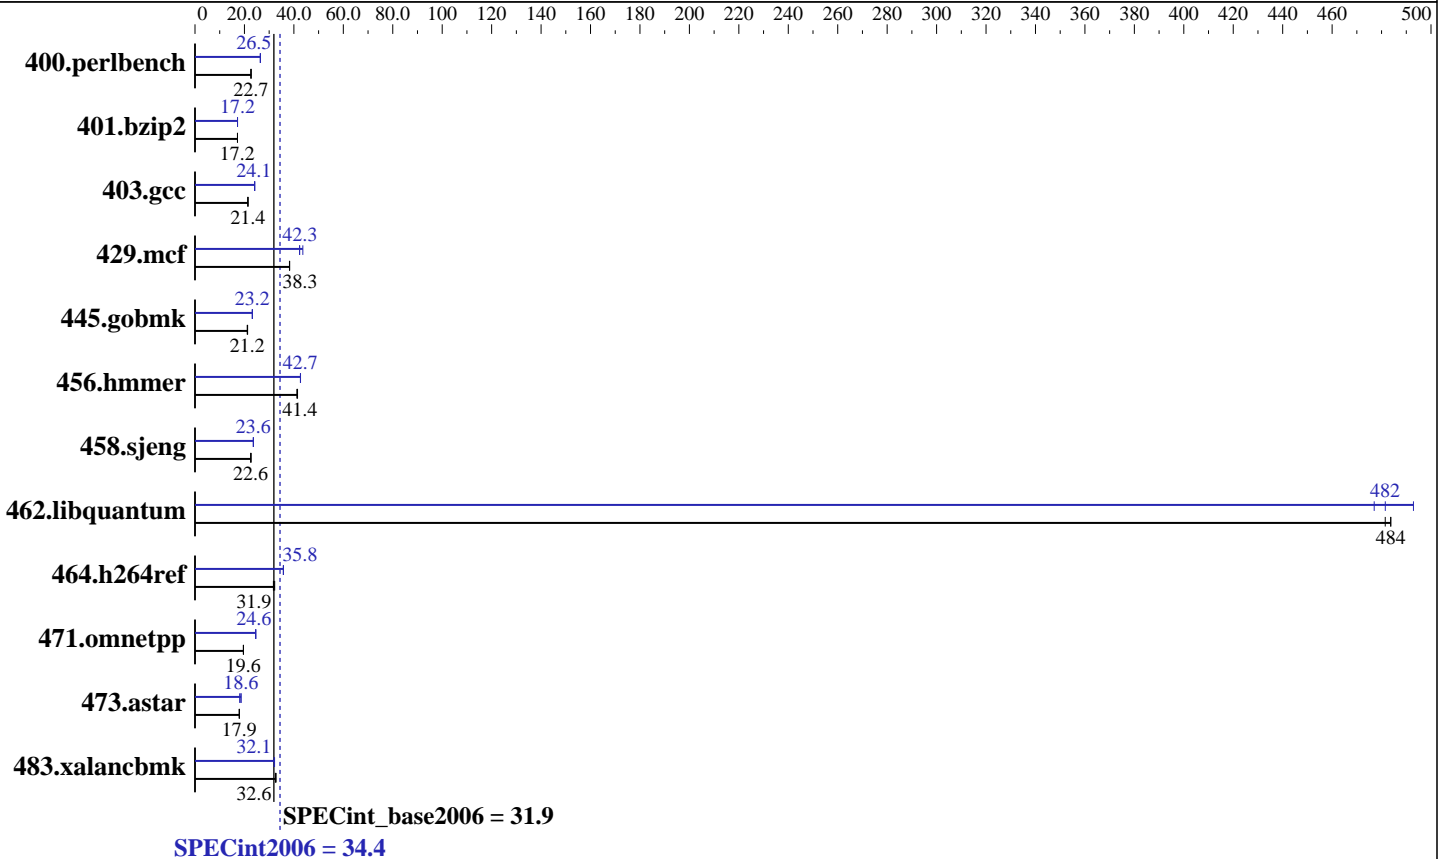 0 20.0 40.0 60.0 80.0 100 120 140 160 180 200 220 240 260 280 300 320 340 360 380 400 420 440 460 500
26.5
400.perlbench
22.7
17.2
401.bzip2
17.2
24.1
403.gcc
21.4
42.3
429.mcf
38.3
23.2
445.gobmk
21.2
42.7
456.hmmer
41.4
23.6
458.sjeng
22.6
482
462.libquantum
484
35.8
464.h264ref
31.9
24.6
471.omnetpp
19.6
18.6
473.astar
17.9
32.1
483.xalancbmk
32.6
SPECint_base2006 = 31.9
SPECint2006 = 34.4